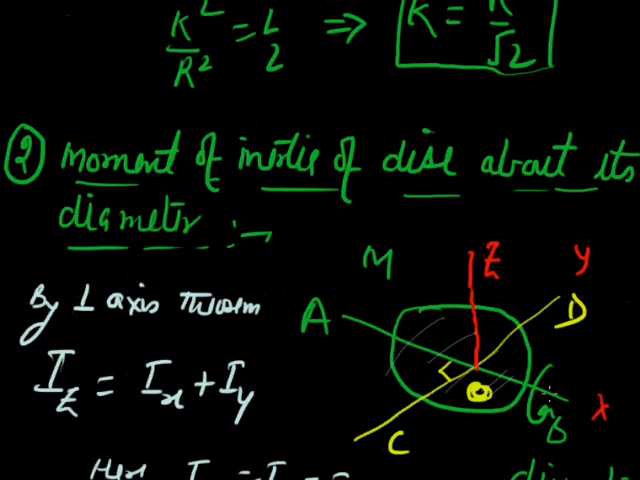 K² / R² = 1/2 ⇒ K = R/√2
② moment of inertia of disc about its
diameter :-
M Z Y
By ⊥ axis Theorem
A D
I_Z = I_x + I_y
X
C
Here